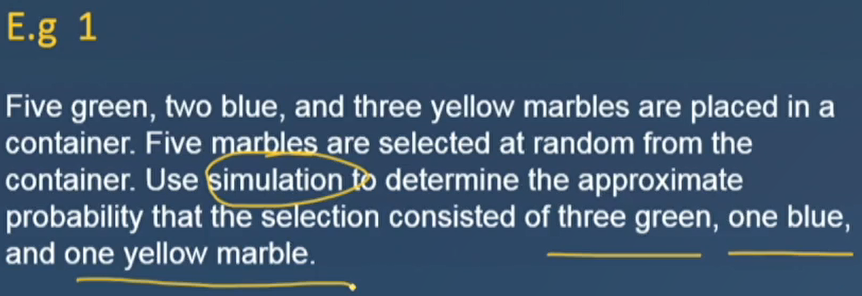 E.g 1
Five green, two blue, and three yellow marbles are placed in a
container. Five marbles are selected at random from the
container. Use simulation to determine the approximate
probability that the selection consisted of three green, one blue,
and one yellow marble.